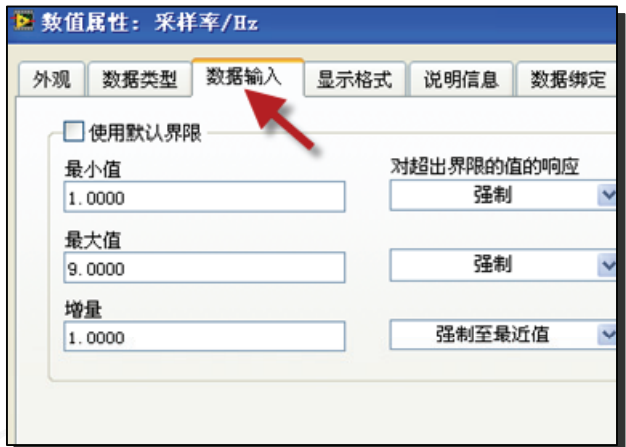 数值属性：采样率/Hz
外观 数据类型 数据输入 显示格式 说明信息 数据绑定
使用默认界限
最小值 对超出界限的值的响应
1.0000 强制
最大值
9.0000 强制
增量
1.0000 强制至最近值